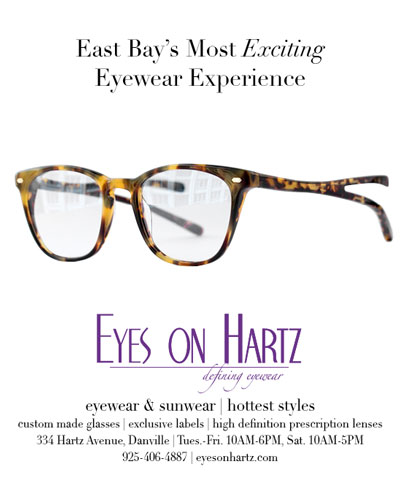 East Bay's Most Exciting
Eyewear Experience
EYES ON HARTZ
defining eyewear
eyewear & sunwear | hottest styles
custom made glasses | exclusive labels | high definition prescription lenses
334 Hartz Avenue, Danville | Tues.-Fri. 10AM-6PM, Sat. 10AM-5PM
925-406-4887 | eyesonhartz.com